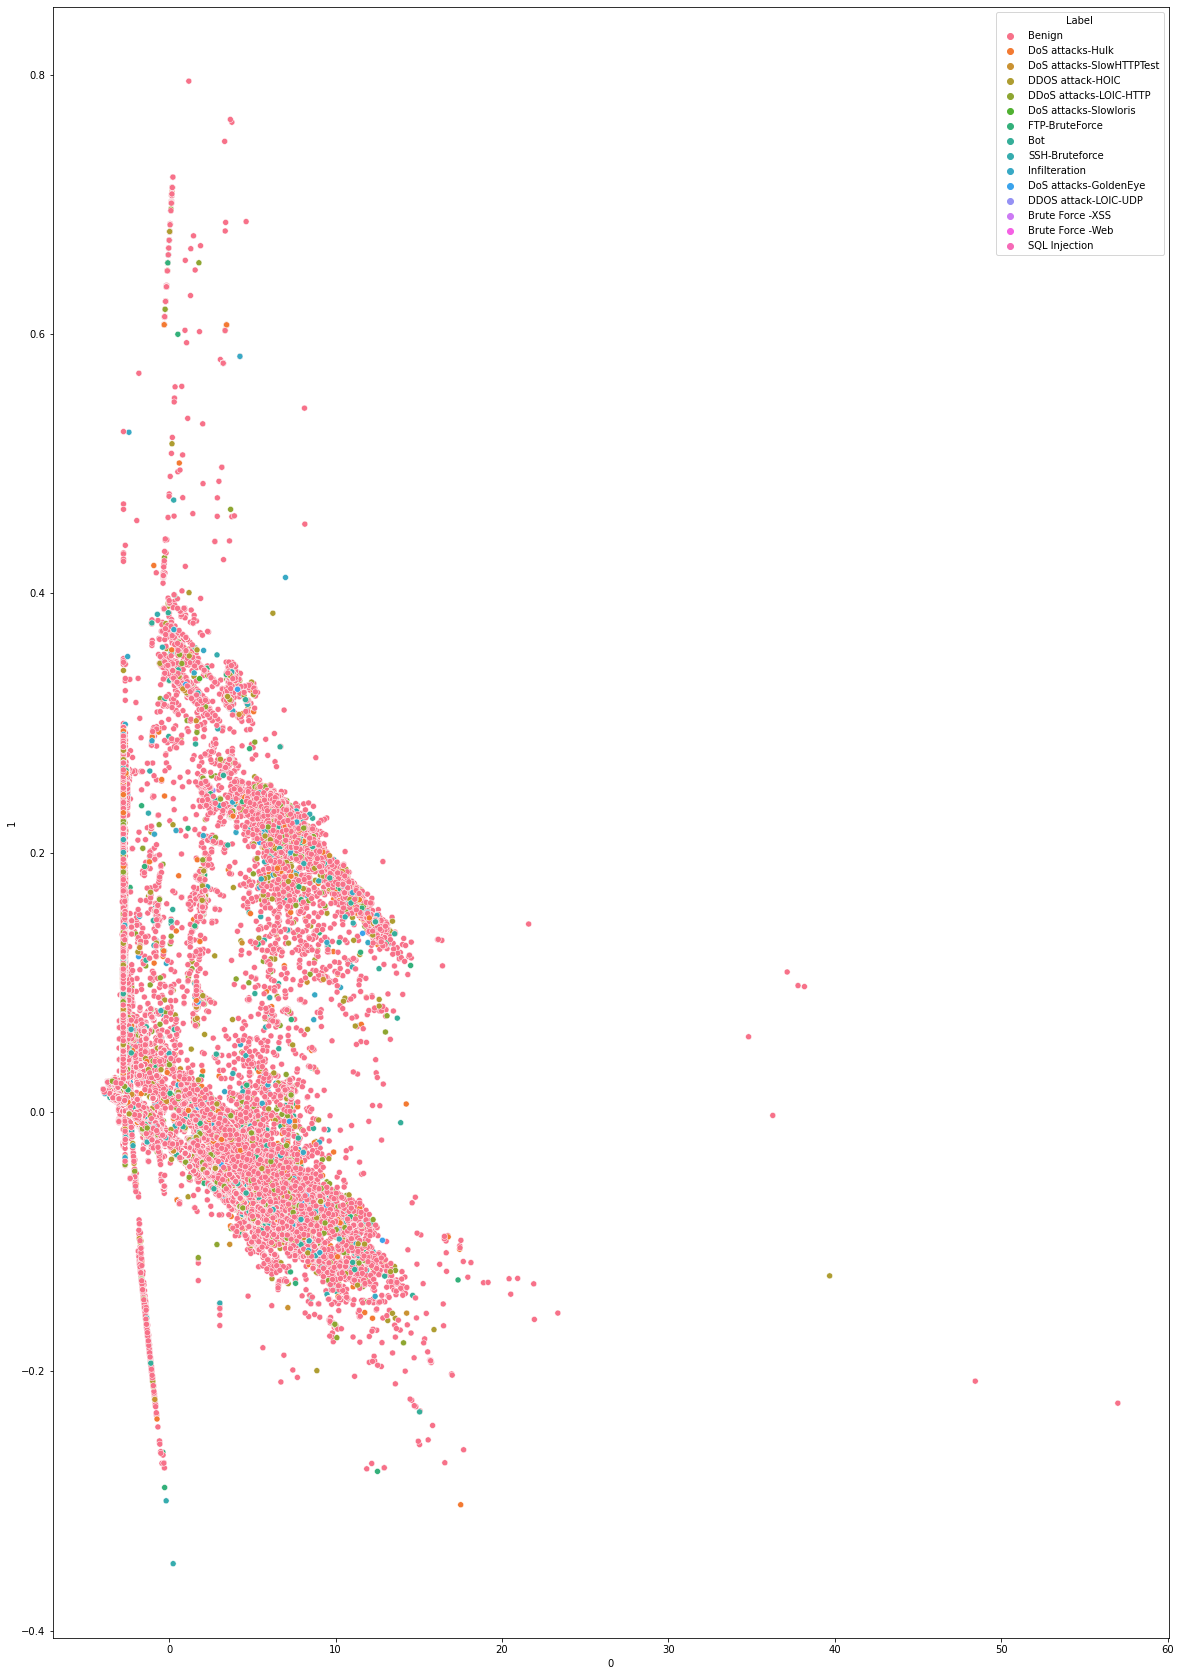 Label
Benign
DoS attacks-Hulk
DoS attacks-SlowHTTPTest
DDOS attack-HOIC
DDoS attacks-LOIC-HTTP
DoS attacks-Slowloris
FTP-BruteForce
Bot
SSH-Bruteforce
Infilteration
DoS attacks-GoldenEye
DDOS attack-LOIC-UDP
Brute Force -XSS
Brute Force -Web
SQL Injection
0.8
0.6
0.4
0.2
0.0
−0.2
−0.4
1
0 10 20 30 40 50 60
0